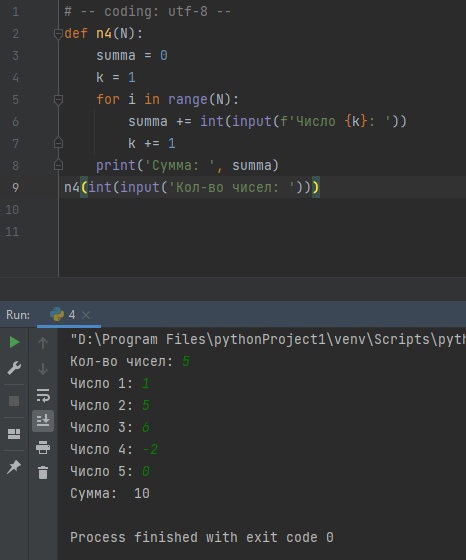 1 # -- coding: utf-8 --
2 def n4(N):
3 summa = 0
4 k = 1
5 for i in range(N):
6 summa += int(input(f'Число {k}: '))
7 k += 1
8 print('Сумма: ', summa)
9 n4(int(input('Кол-во чисел: ')))
10
11
Run: 4 ×
"D:\Program Files\pythonProject1\venv\Scripts\pyth
Кол-во чисел: 5
Число 1: 1
Число 2: 5
Число 3: 6
Число 4: -2
Число 5: 0
Сумма:  10
Process finished with exit code 0